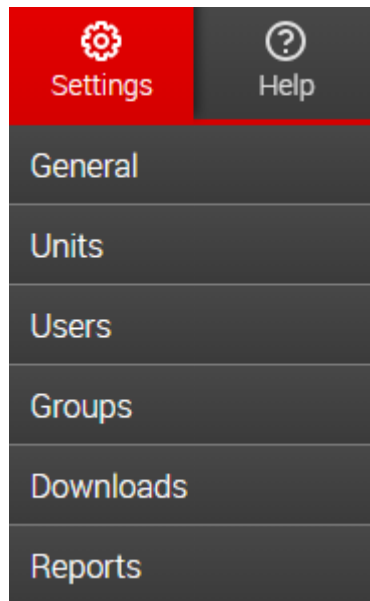 Settings
Help
General
Units
Users
Groups
Downloads
Reports